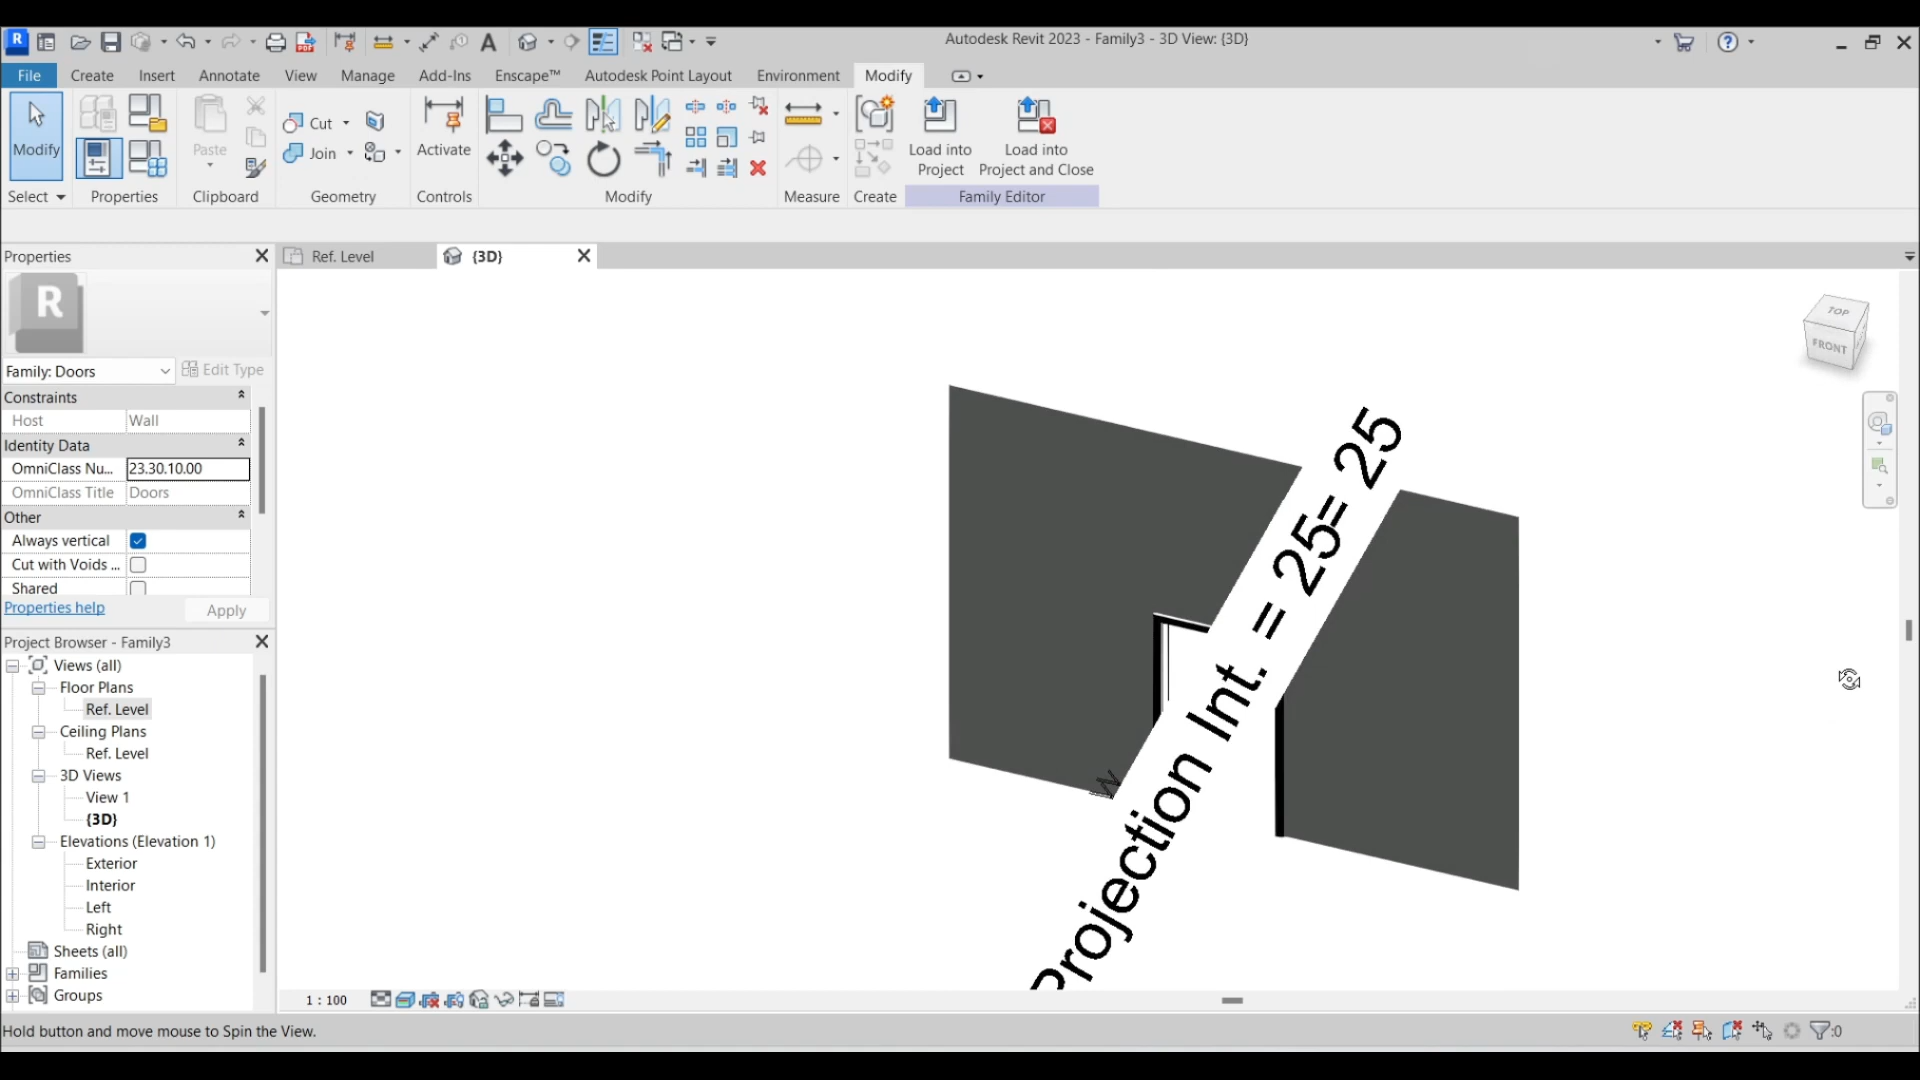 R
Autodesk Revit 2023 - Family3 - 3D View: {3D}
File Create Insert Annotate View Manage Add-Ins Enscape™ Autodesk Point Layout Environment Modify
Modify
Paste
Cut
Join
Activate
Load into
Project
Load into
Project and Close
Select Properties Clipboard Geometry Controls Modify Measure Create Family Editor
Properties
Ref. Level
{3D}
R
Family: Doors
Edit Type
Constraints
Host Wall
Identity Data
OmniClass Nu... 23.30.10.00
OmniClass Title Doors
Other
Always vertical
Cut with Voids ...
Shared
Properties help
Apply
TOP
FRONT
Projection Int. = 25
= 25
Project Browser - Family3
Views (all)
Floor Plans
Ref. Level
Ceiling Plans
Ref. Level
3D Views
View 1
{3D}
Elevations (Elevation 1)
Exterior
Interior
Left
Right
Sheets (all)
Families
Groups
1 : 100
Hold button and move mouse to Spin the View.
:0